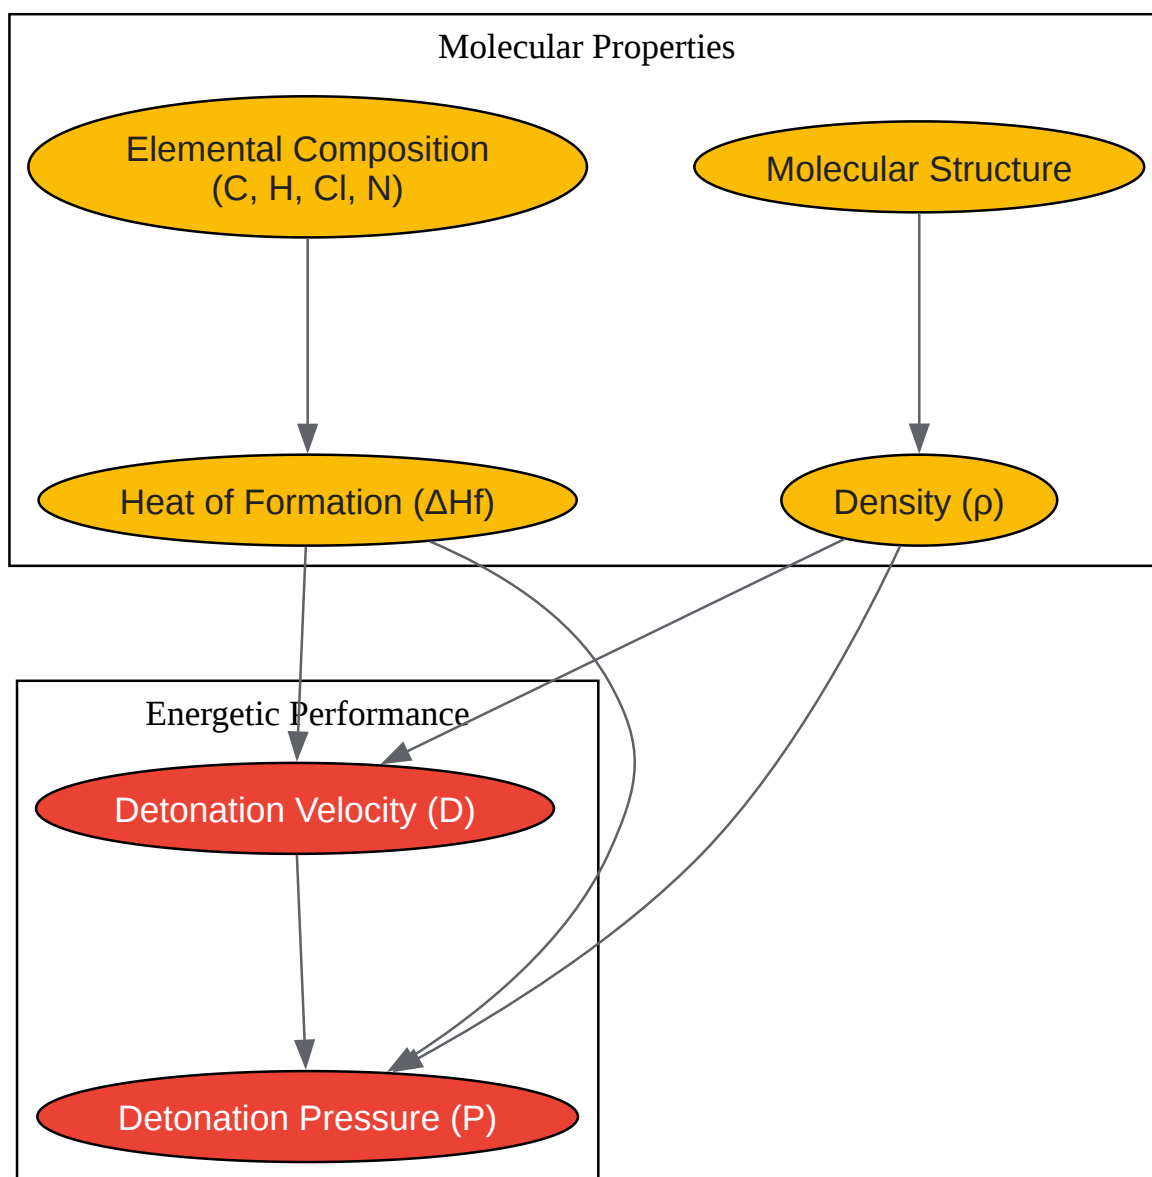 Molecular Properties
Elemental Composition
(C, H, Cl, N)
Molecular Structure
Heat of Formation (ΔHf)
Density (ρ)
Energetic Performance
Detonation Velocity (D)
Detonation Pressure (P)